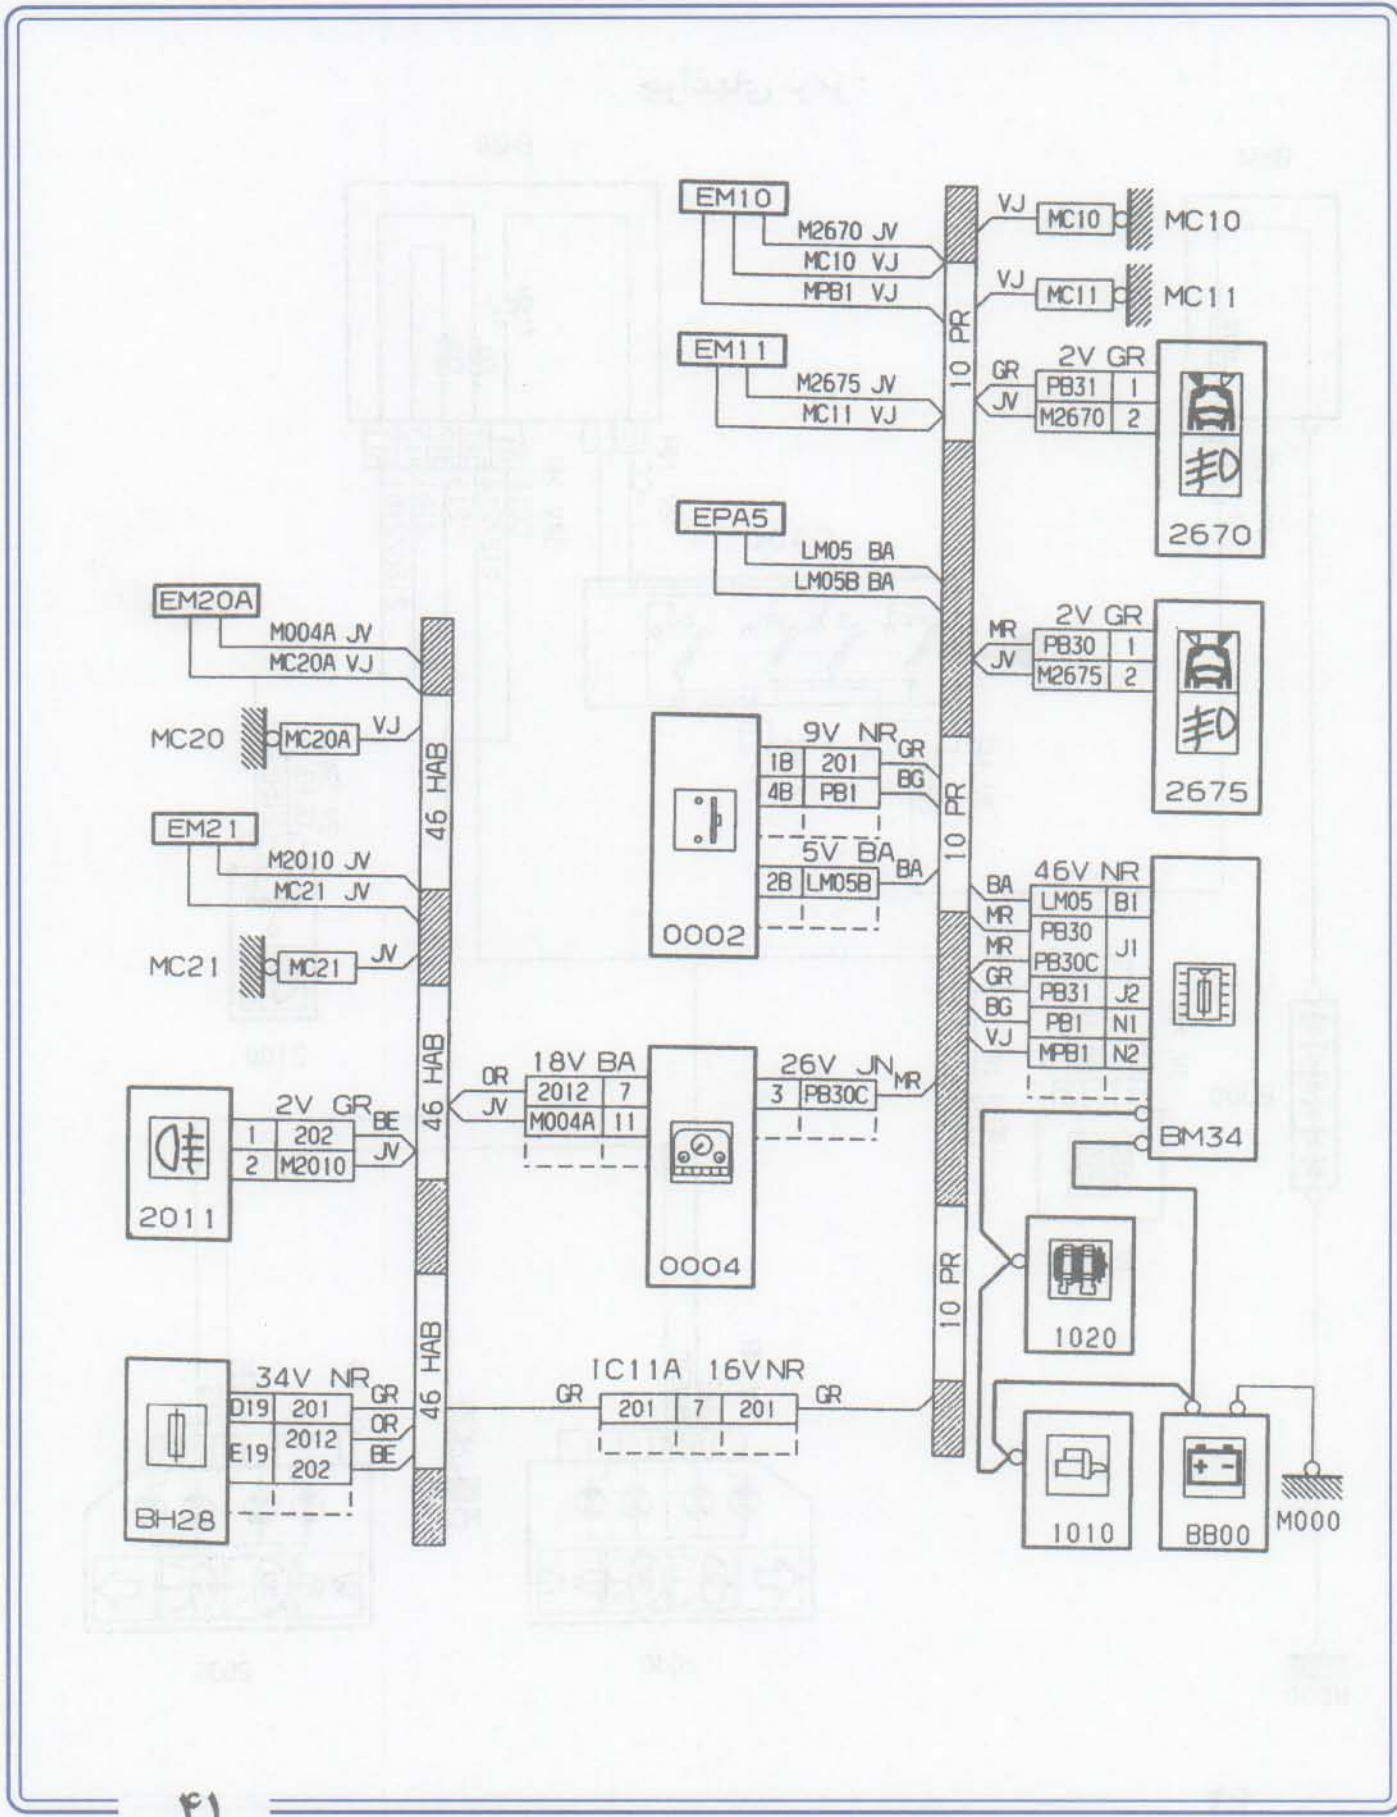 EM10
M2670 JV
MC10 VJ
MPB1 VJ
EM11
M2675 JV
MC11 VJ
EPA5
LM05 BA
LM05B BA
10 PR
VJ MC10 MC10
VJ MC11 MC11
2V GR
GR PB31 1
JV M2670 2
2670
2V GR
MR PB30 1
JV M2675 2
2675
EM20A
M004A JV
MC20A VJ
MC20 MC20A VJ
46 HAB
EM21
M2010 JV
MC21 JV
MC21 MC21 JV
9V NR
1B 201 GR
4B PB1 BG
5V BA
2B LM05B BA
0002
10 PR
46V NR
BA LM05 B1
MR PB30 J1
MR PB30C
GR PB31 J2
BG PB1 N1
VJ MPB1 N2
BM34
46 HAB
2V GR
1 202 BE
2 M2010 JV
2011
18V BA
OR 2012 7
JV M004A 11
0004
26V JN
3 PB30C MR
10 PR
1020
46 HAB
34V NR
D19 201 GR
2012 OR
E19 202 BE
BH28
1C11A 16V NR
GR 201 7 201 GR
1010
BB00
M000
۴۱